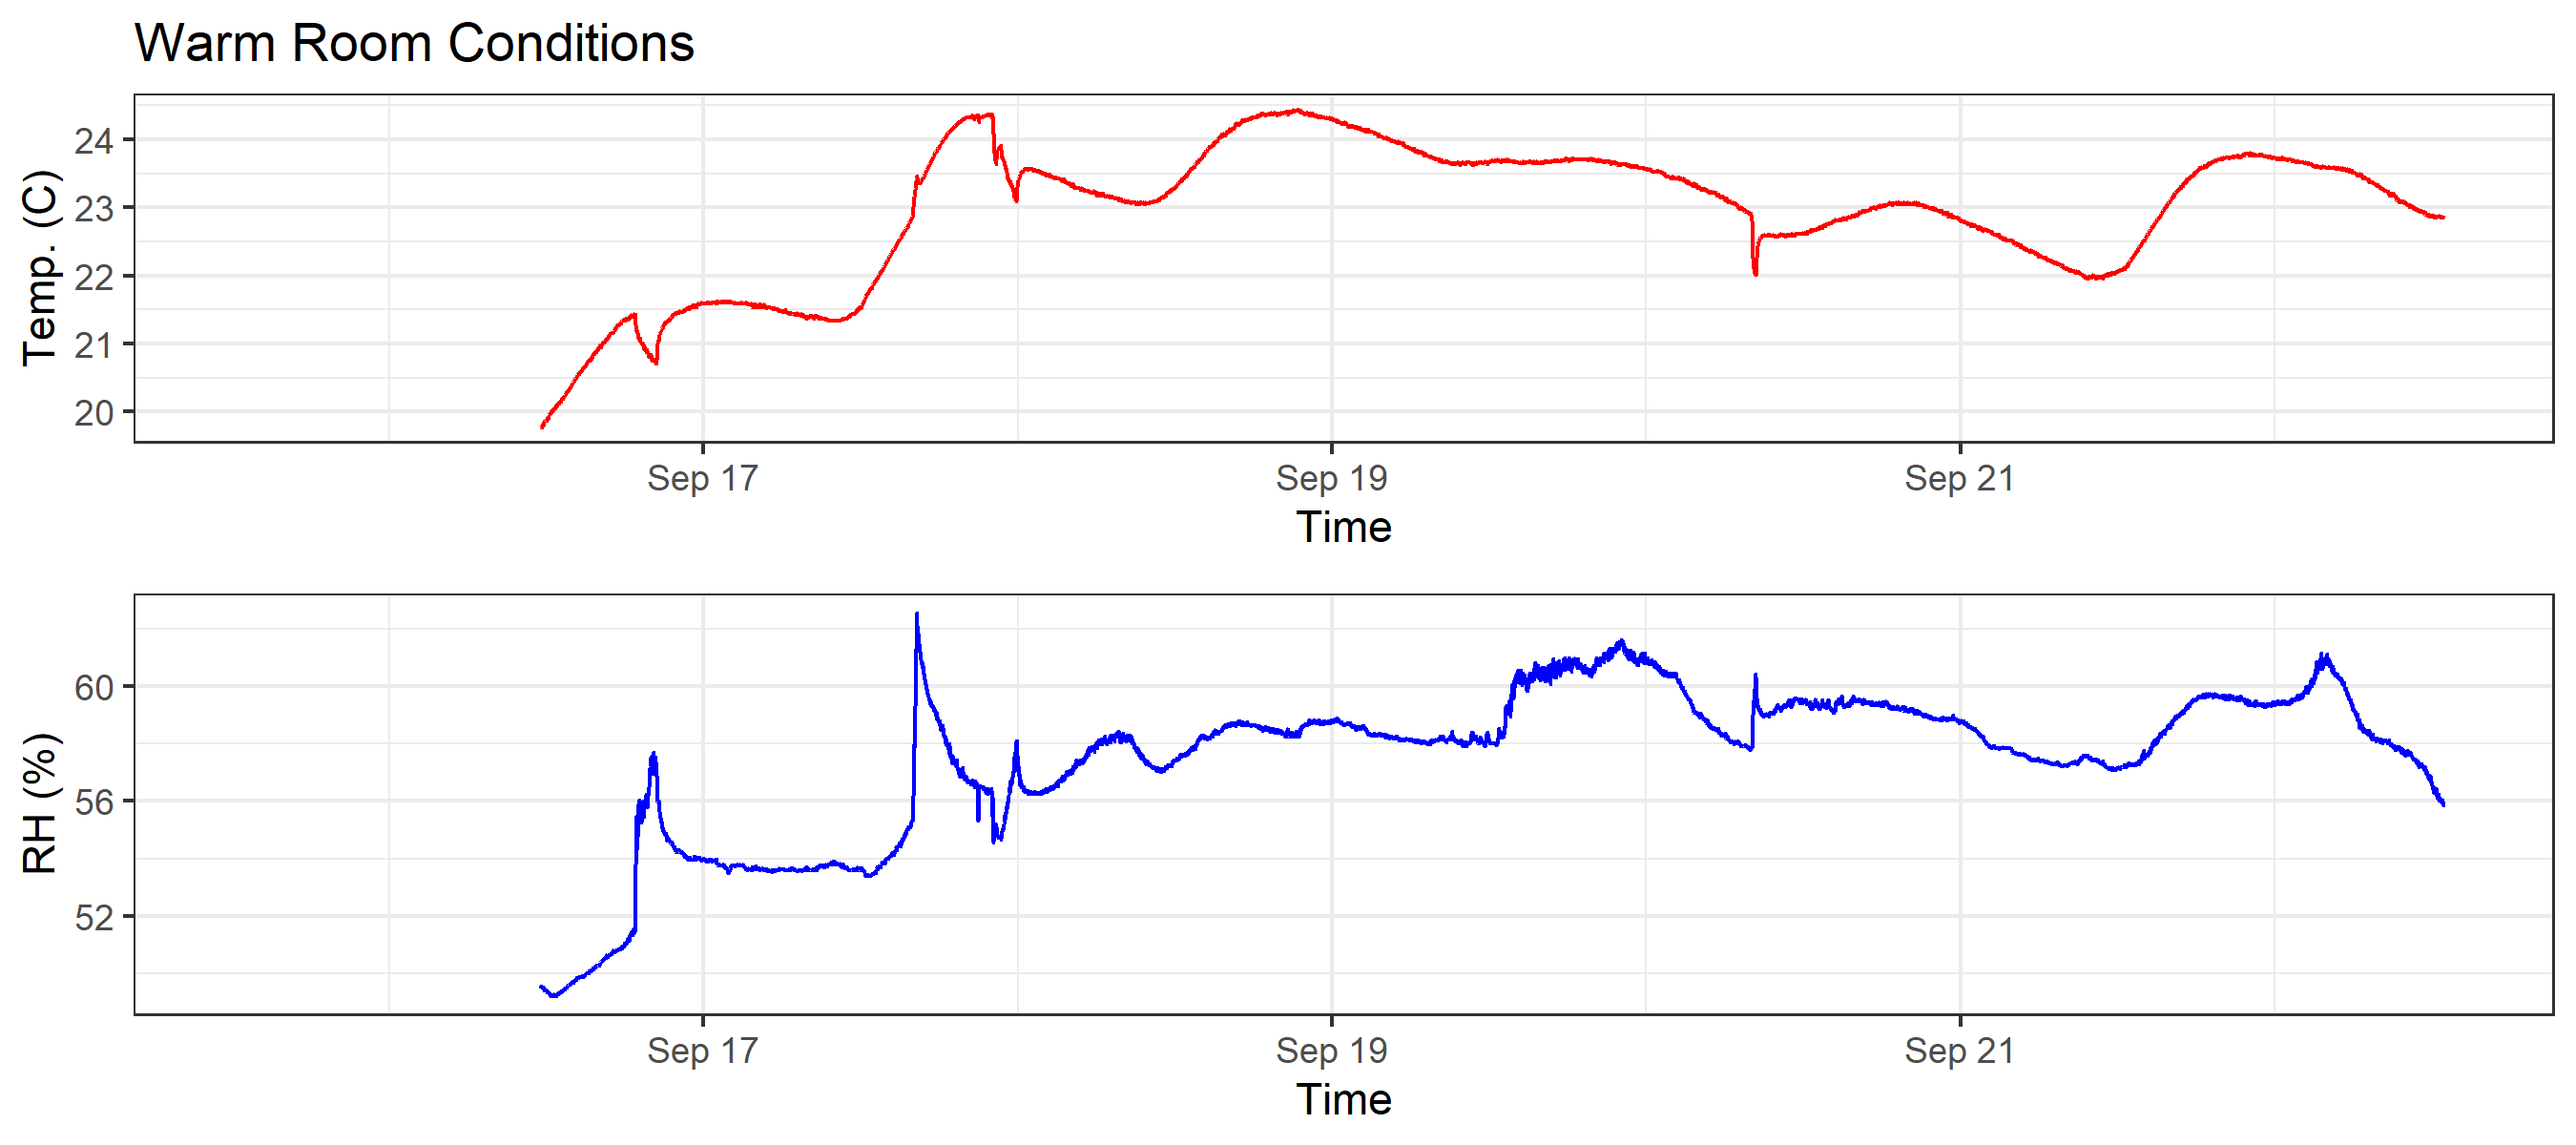 Warm Room Conditions
Temp. (C)
24
23
22
21
20
Sep 17 Sep 19 Sep 21
Time
RH (%)
60
56
52
Sep 17 Sep 19 Sep 21
Time